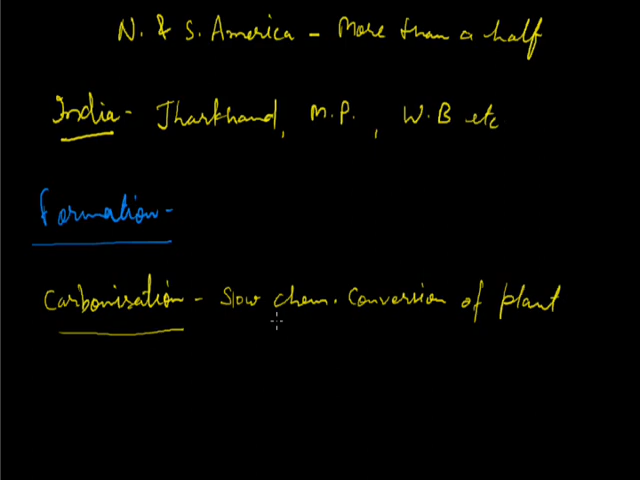 N. & S. America - More than a half
India - Jharkhand, M.P., W.B etc
Formation -
Carbonisation - Slow chem. conversion of plant